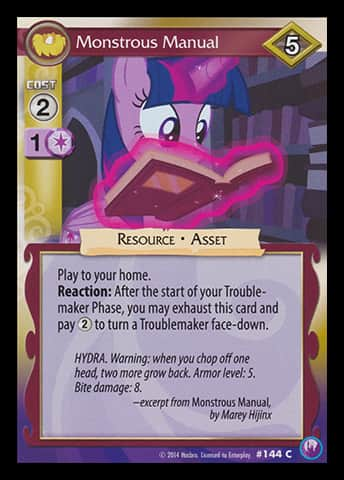 Monstrous Manual
5
COST
2
1
RESOURCE • ASSET
Play to your home.
Reaction: After the start of your Trouble-
maker Phase, you may exhaust this card and
pay 2 to turn a Troublemaker face-down.
HYDRA. Warning: when you chop off one
head, two more grow back. Armor level: 5.
Bite damage: 8.
–excerpt from Monstrous Manual,
by Marey Hijinx
© 2014 Hasbro. Licensed to Enterplay. #144 C